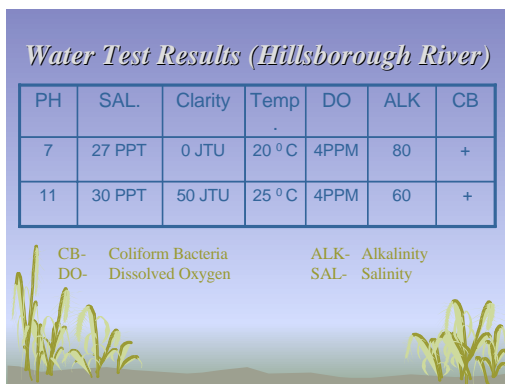 Water Test Results (Hillsborough River)
PH SAL. Clarity Temp. DO ALK CB
7 27 PPT 0 JTU 20 ⁰ C 4PPM 80 +
11 30 PPT 50 JTU 25 ⁰ C 4PPM 60 +
CB- Coliform Bacteria ALK- Alkalinity
DO- Dissolved Oxygen SAL- Salinity